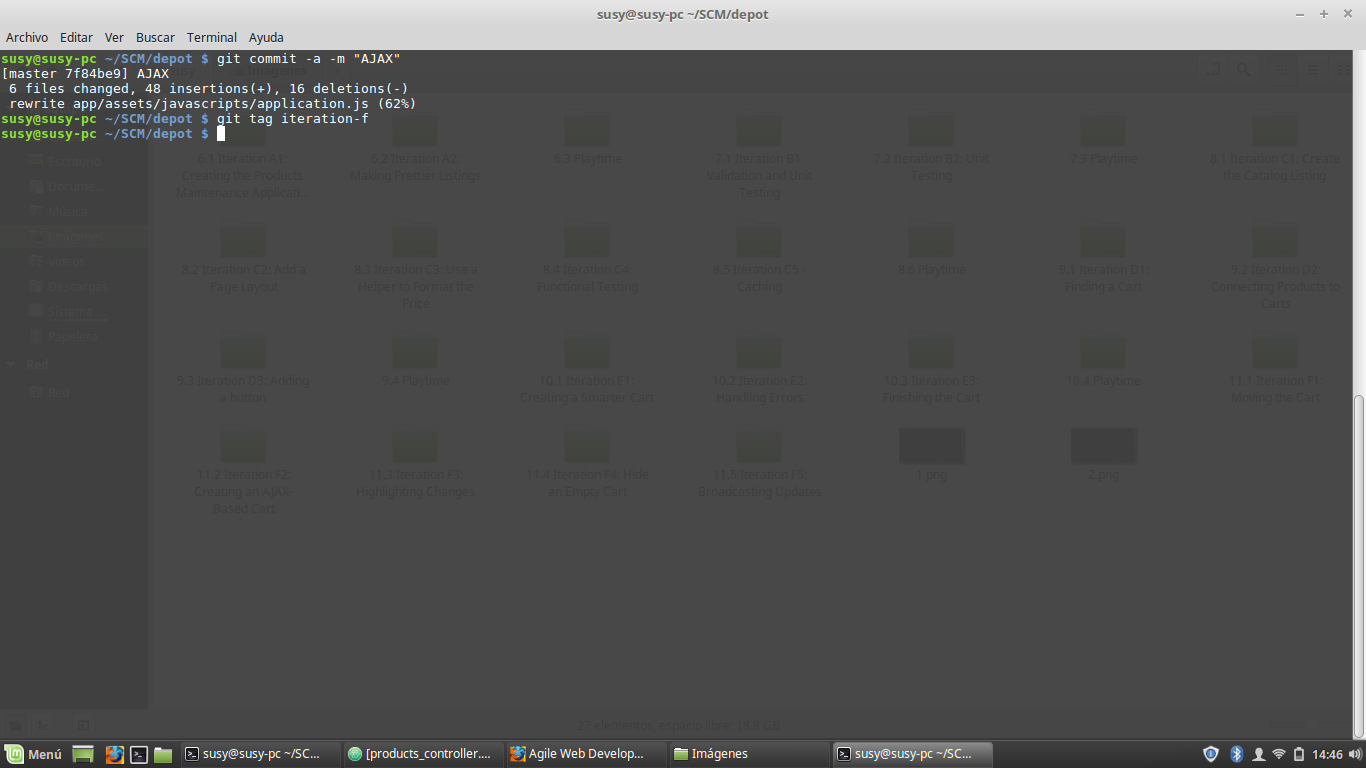 susy@susy-pc ~/SCM/depot
Archivo Editar Ver Buscar Terminal Ayuda
susy@susy-pc ~/SCM/depot $ git commit -a -m "AJAX"
[master 7f84be9] AJAX
6 files changed, 48 insertions(+), 16 deletions(-)
rewrite app/assets/javascripts/application.js (62%)
susy@susy-pc ~/SCM/depot $ git tag iteration-f
susy@susy-pc ~/SCM/depot $
Imágenes
Escritorio
Docume...
Música
Imágenes
Vídeos
Descargas
Sistema...
Papelera
Red
Red
6.1 Iteration A1:
Creating the Products
Maintenance Applicati...
6.2 Iteration A2:
Making Prettier Listings
6.3 Playtime
7.1 Iteration B1:
Validation and Unit
Testing
7.2 Iteration B2: Unit
Testing
7.3 Playtime
8.1 Iteration C1: Create
the Catalog Listing
8.2 Iteration C2: Add a
Page Layout
8.3 Iteration C3: Use a
Helper to Format the
Price
8.4 Iteration C4:
Functional Testing
8.5 Iteration C5 -
Caching
8.6 Playtime
9.1 Iteration D1:
Finding a Cart
9.2 Iteration D2:
Connecting Products to
Carts
9.3 Iteration D3: Adding
a button
9.4 Playtime
10.1 Iteration E1:
Creating a Smarter Cart
10.2 Iteration E2:
Handling Errors
10.3 Iteration E3:
Finishing the Cart
10.4 Playtime
11.1 Iteration F1:
Moving the Cart
11.2 Iteration F2:
Creating an AJAX-
Based Cart
11.3 Iteration F3:
Highlighting Changes
11.4 Iteration F4: Hide
an Empty Cart
11.5 Iteration F5:
Broadcasting Updates
1.png
2.png
27 elementos, espacio libre: 18,8 GB
Menú
susy@susy-pc ~/SC...
[products_controller....
Agile Web Develop...
Imágenes
susy@susy-pc ~/SC...
14:46